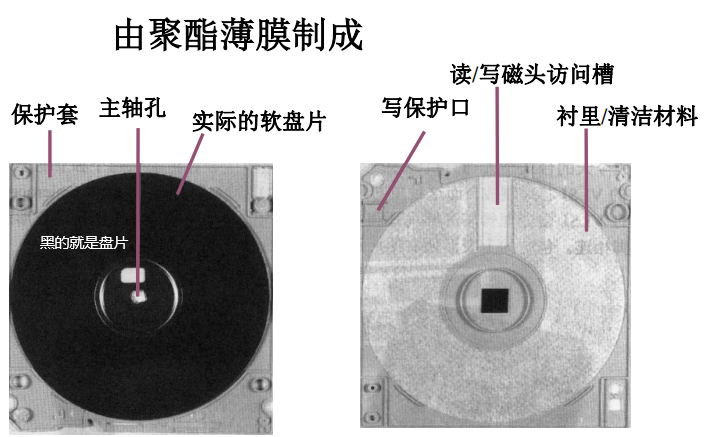 由聚酯薄膜制成
读/写磁头访问槽
保护套
主轴孔
实际的软盘片
写保护口
衬里/清洁材料
黑的就是盘片